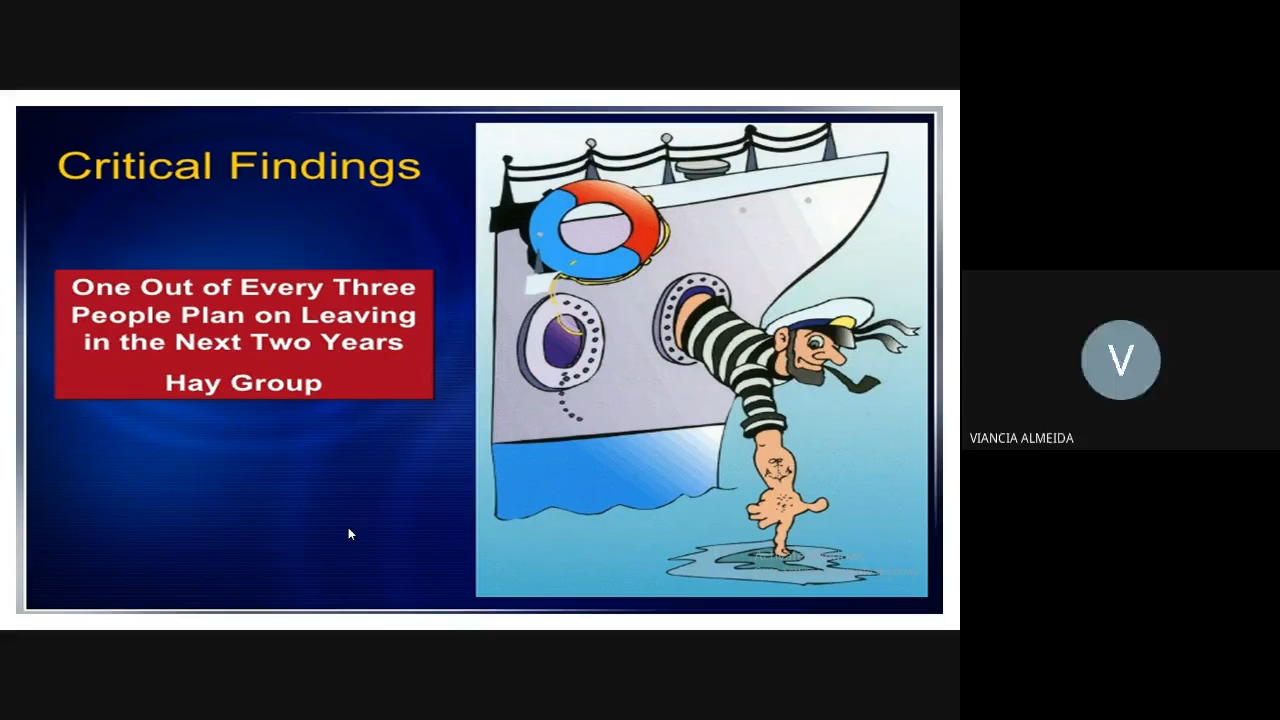 Critical Findings
One Out of Every Three
People Plan on Leaving
in the Next Two Years
Hay Group
V
VIANCIA ALMEIDA